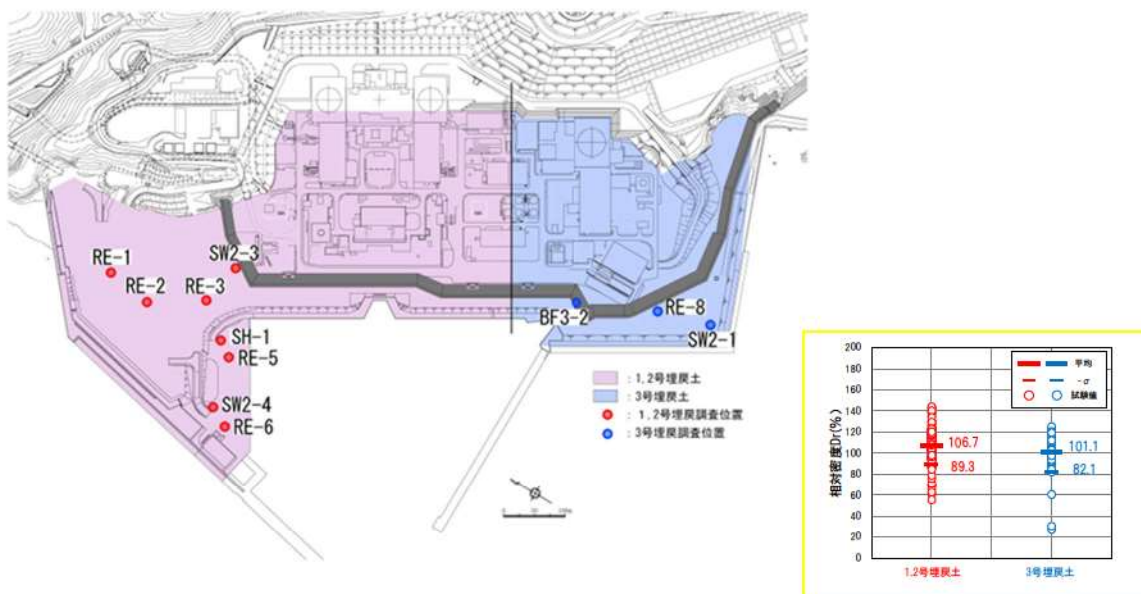 RE-1
RE-2
RE-3
SW2-3
SH-1
RE-5
SW2-4
RE-6
BF3-2
RE-8
SW2-1
：1,2号埋戻土
：3号埋戻土
：1,2号埋戻調査位置
：3号埋戻調査位置
相対密度Dr(%)
200
180
160
140
120
100
80
60
40
20
0
平均
-σ
試験値
106.7
89.3
101.1
82.1
1.2号埋戻土
3号埋戻土